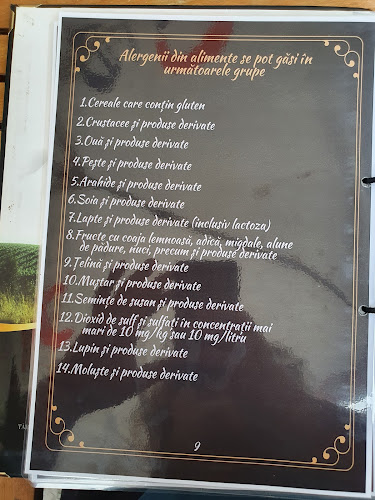 Alergenii din alimente se pot găsi în
următoarele grupe
1.Cereale care conțin gluten
2.Crustacee și produse derivate
3.Ouă și produse derivate
4.Pește și produse derivate
5.Arahide și produse derivate
6.Soia și produse derivate
7.Lapte și produse derivate (inclusiv lactoza)
8.Fructe cu coaja lemnoasă, adică, migdale, alune
de pădure, nuci, precum și produse derivate
9.Țelină și produse derivate
10.Muștar și produse derivate
11.Semințe de susan și produse derivate
12.Dioxid de sulf și sulfați în concentrații mai
mari de 10 mg/kg sau 10 mg/litru
13.Lupin și produse derivate
14.Moluște și produse derivate
9